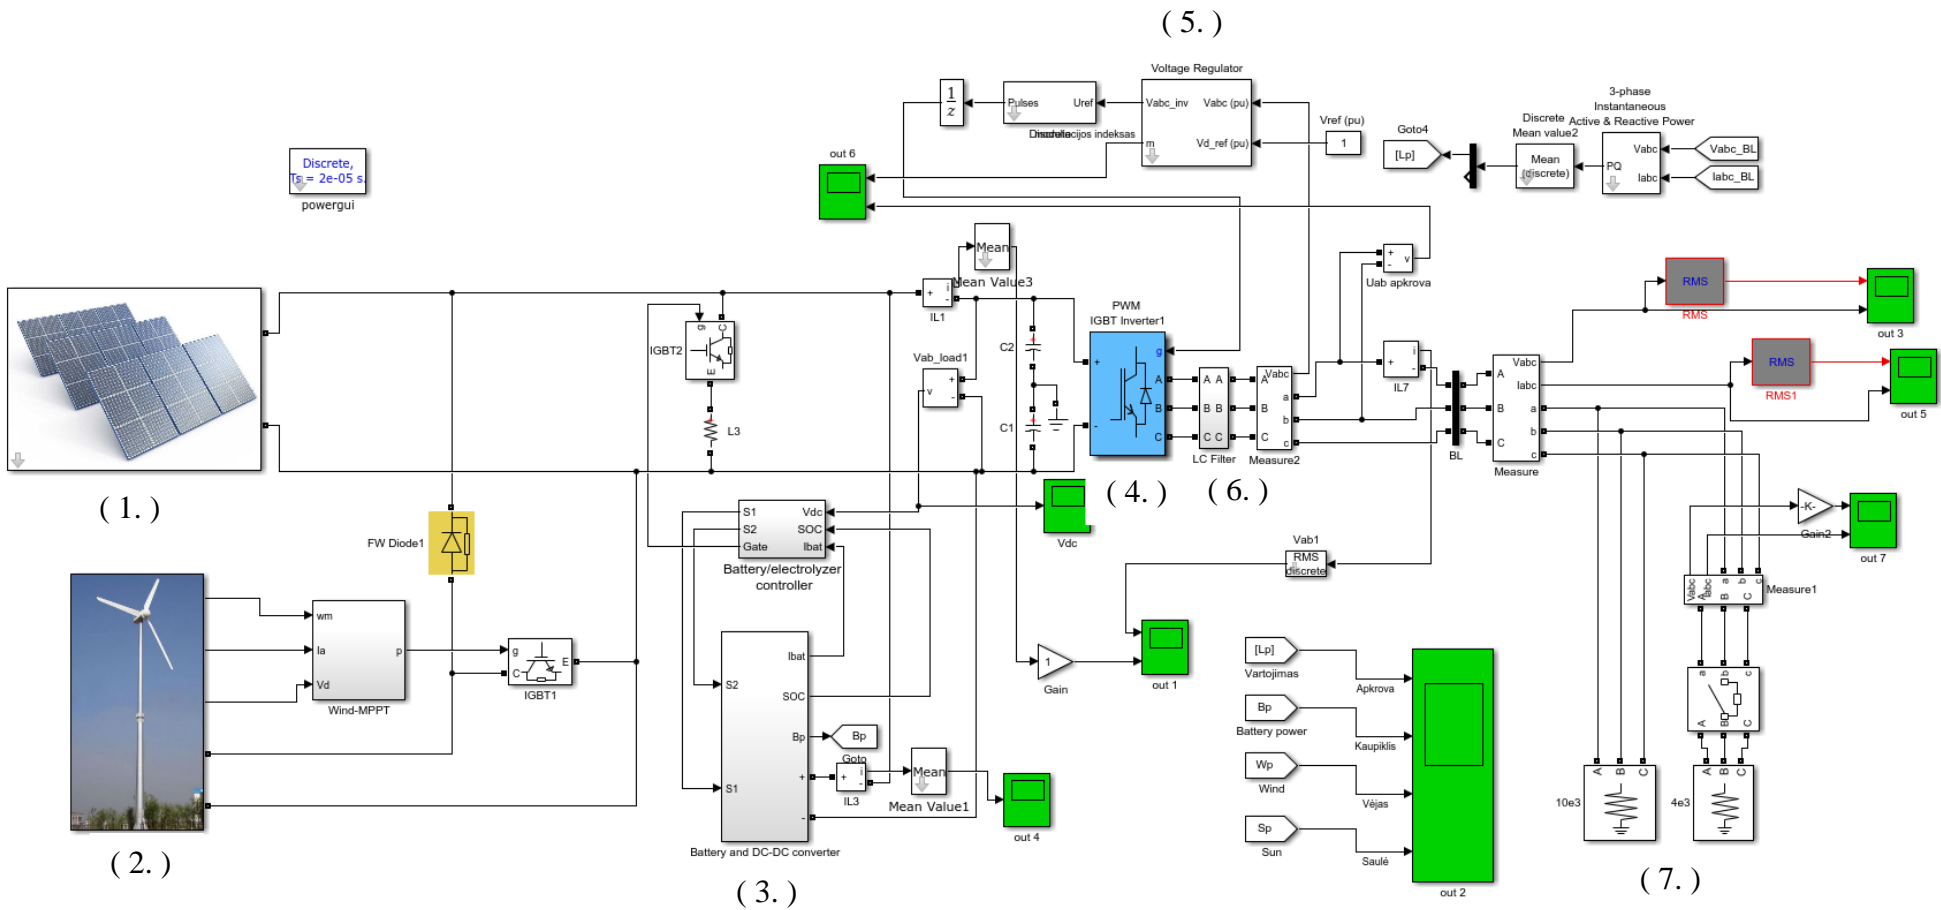 ( 5. )
Voltage Regulator
1
z
Pulses
Uref
Vabc_inv
m
Vabc (pu)
Vd_ref (pu)
Vref (pu)
1
Goto4
[Lp]
Discrete
Mean value2
Mean
(discrete)
3-phase
Instantaneous
Active & Reactive Power
Vabc
PQ
Iabc
Vabc_BL
Iabc_BL
out 6
Discrete,
Ts = 2e-05 s.
powergui
Mean
Mean Value3
+
i
-
IL1
IGBT2
g
C
E
L3
Vab_load1
+
v
-
C2
C1
PWM
IGBT Inverter1
g
+
-
A
B
C
A A
B B
C C
LC Filter
A
B
C
Vabc
a
b
c
Measure2
+
-
v
Uab apkrova
+
i
-
IL7
BL
A
B
C
Vabc
Iabc
a
b
c
Measure
RMS
RMS
out 3
RMS
RMS1
out 5
( 1. )
( 4. )
( 6. )
FW Diode1
S1
S2
Gate
Vdc
SOC
Ibat
Battery/electrolyzer
controller
Vdc
Vab1
RMS
discrete
-K-
Gain2
out 7
Vabc
Iabc
a
b
c
A
B
C
Measure1
wm
Ia
Vd
p
Wind-MPPT
g
C
E
IGBT1
S2
S1
Ibat
SOC
Bp
+
-
Bp
Goto
+
i
-
IL3
Mean
Mean Value1
out 4
Battery and DC-DC converter
1
Gain
out 1
[Lp]
Vartojimas
Apkrova
Bp
Battery power
Kaupiklis
Wp
Wind
Vėjas
Sp
Sun
Saulė
out 2
a
b
c
A
B
C
A
B
C
10e3
A
B
C
4e3
( 2. )
( 3. )
( 7. )